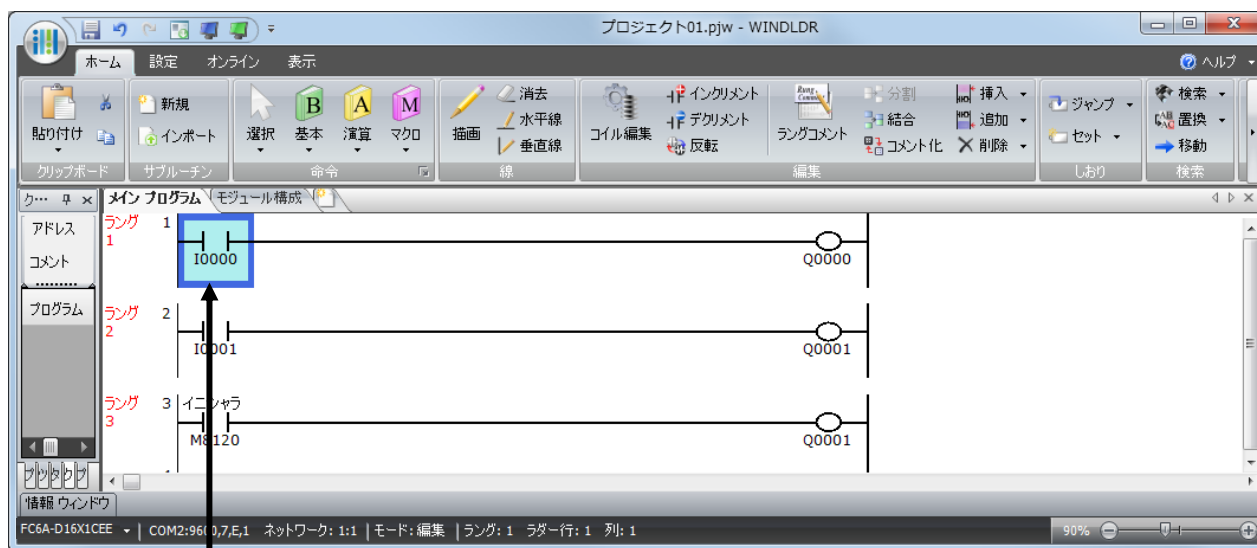 プロジェクト01.pjw - WINDLDR
ホーム 設定 オンライン 表示 ヘルプ
貼り付け
新規
インポート
選択 基本 演算 マクロ
B A M
描画
消去
水平線
垂直線
コイル編集
インクリメント
デクリメント
反転
ラングコメント
分割
結合
コメント化
挿入
追加
削除
ジャンプ
セット
検索
置換
移動
クリップボード サブルーチン 命令 線 編集 しおり 検索
ク… メイン プログラム モジュール構成
アドレス
コメント
プログラム
ラング 1
1
I0000 Q0000
ラング 2
2
I0001 Q0001
ラング 3 イニシャラ
3
M8120 Q0001
プ ッ タ ク プ
情報 ウィンドウ
FC6A-D16X1CEE COM2:9600,7,E,1 ネットワーク: 1:1 | モード: 編集 | ラング: 1 ラダー行: 1 列: 1 90%